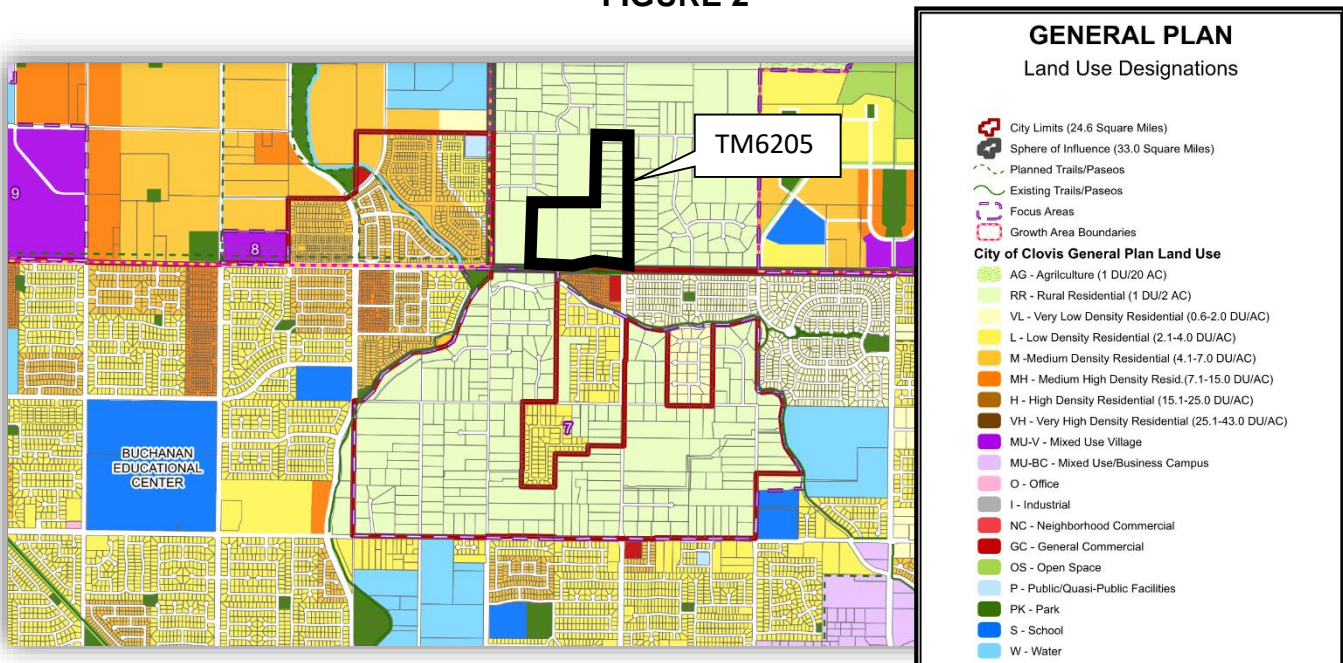 FIGURE 2
TM6205
9
8
7
BUCHANAN
EDUCATIONAL
CENTER
GENERAL PLAN
Land Use Designations
City Limits (24.6 Square Miles)
Sphere of Influence (33.0 Square Miles)
Planned Trails/Paseos
Existing Trails/Paseos
Focus Areas
Growth Area Boundaries
City of Clovis General Plan Land Use
AG - Agrilculture (1 DU/20 AC)
RR - Rural Residential (1 DU/2 AC)
VL - Very Low Density Residential (0.6-2.0 DU/AC)
L - Low Density Residential (2.1-4.0 DU/AC)
M -Medium Density Residential (4.1-7.0 DU/AC)
MH - Medium High Density Resid.(7.1-15.0 DU/AC)
H - High Density Residential (15.1-25.0 DU/AC)
VH - Very High Density Residential (25.1-43.0 DU/AC)
MU-V - Mixed Use Village
MU-BC - Mixed Use/Business Campus
O - Office
I - Industrial
NC - Neighborhood Commercial
GC - General Commercial
OS - Open Space
P - Public/Quasi-Public Facilities
PK - Park
S - School
W - Water